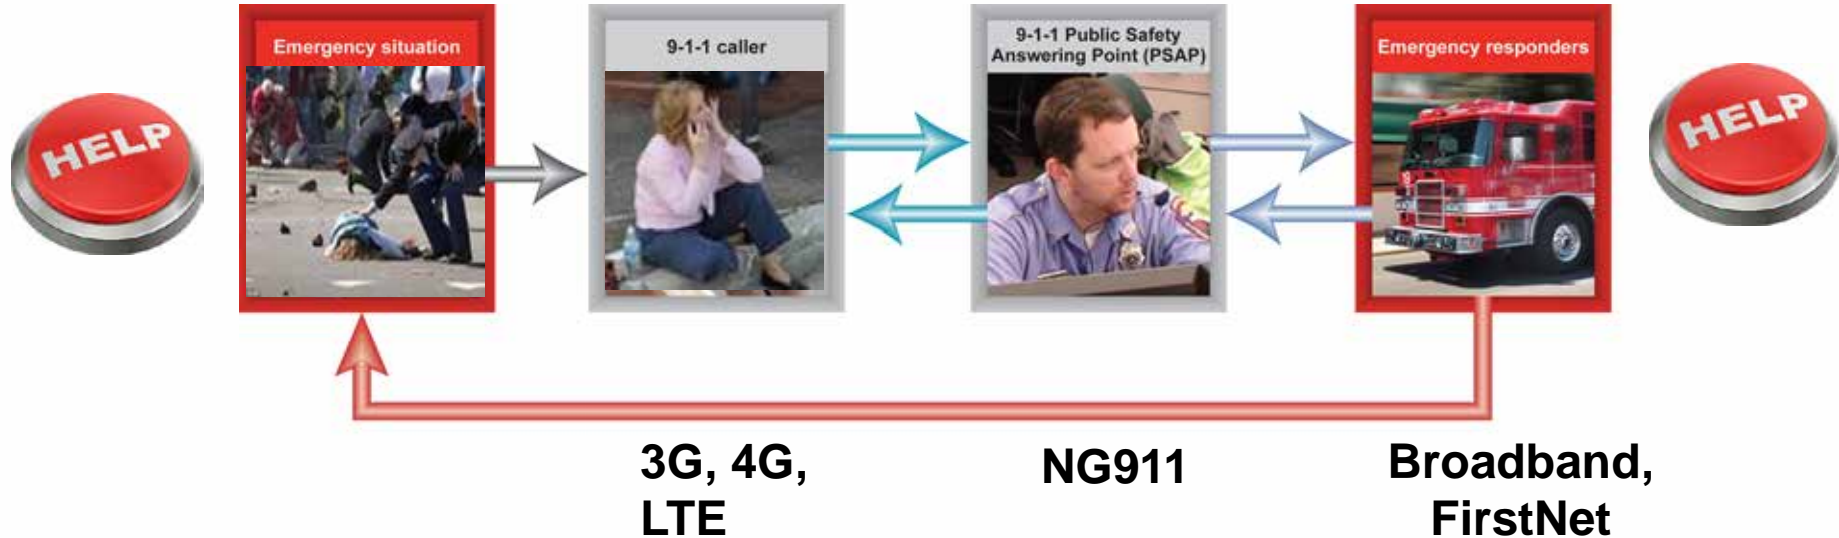 HELP
Emergency situation
9-1-1 caller
9-1-1 Public Safety
Answering Point (PSAP)
Emergency responders
HELP
3G, 4G,
LTE
NG911
Broadband,
FirstNet